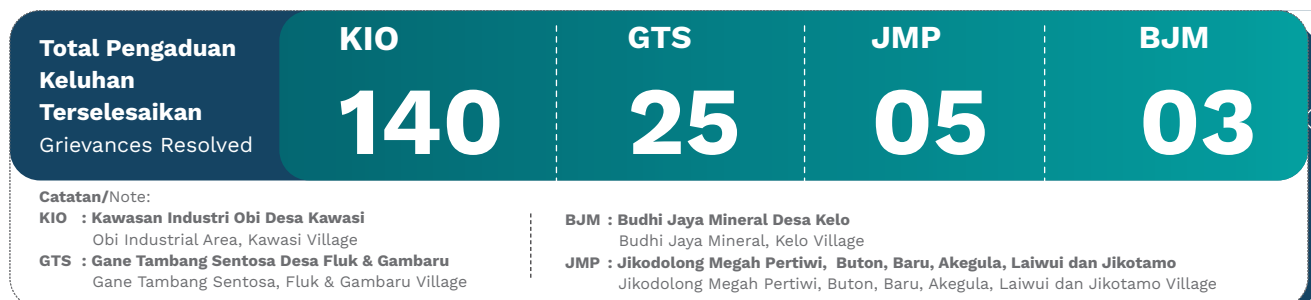 Total Pengaduan
Keluhan
Terselesaikan
Grievances Resolved
KIO
140
GTS
25
JMP
05
BJM
03
Catatan/Note:
KIO : Kawasan Industri Obi Desa Kawasi
Obi Industrial Area, Kawasi Village
GTS : Gane Tambang Sentosa Desa Fluk & Gambaru
Gane Tambang Sentosa, Fluk & Gambaru Village
BJM : Budhi Jaya Mineral Desa Kelo
Budhi Jaya Mineral, Kelo Village
JMP : Jikodolong Megah Pertiwi, Buton, Baru, Akegula, Laiwui dan Jikotamo
Jikodolong Megah Pertiwi, Buton, Baru, Akegula, Laiwui dan Jikotamo Village